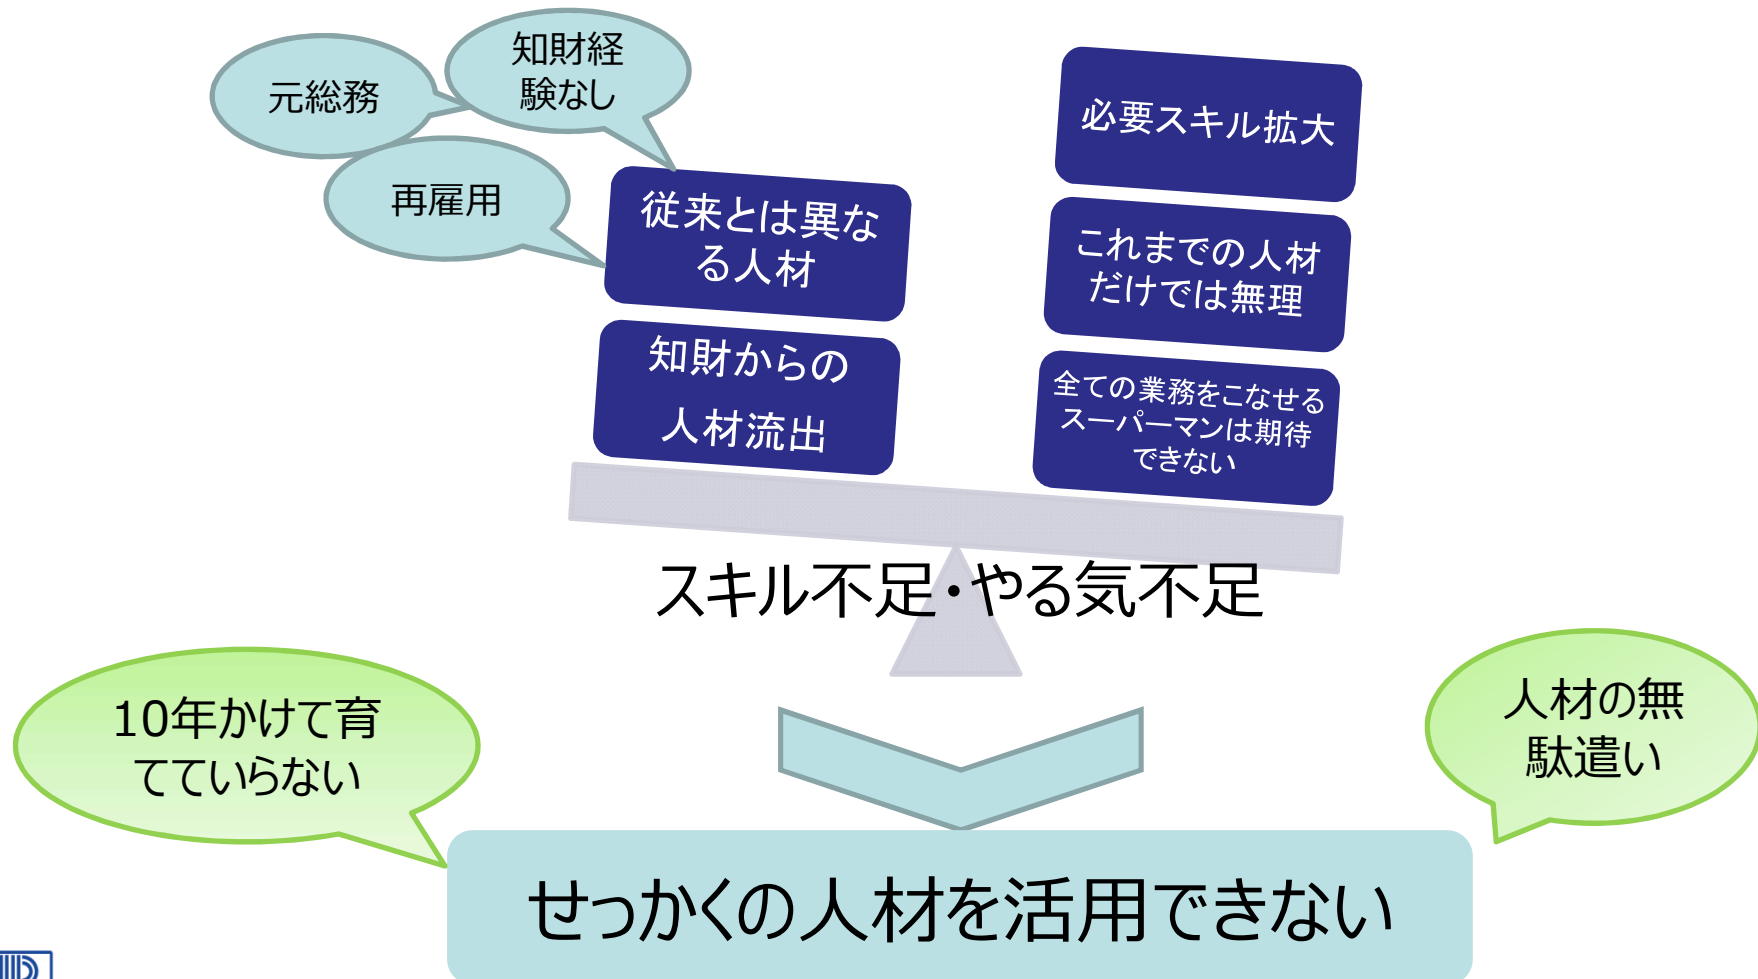 知財経
験なし
元総務
再雇用
従来とは異な
る人材
知財からの
人材流出
必要スキル拡大
これまでの人材
だけでは無理
全ての業務をこなせる
スーパーマンは期待
できない
スキル不足・やる気不足
10年かけて育
てていらない
人材の無
駄遣い
せっかくの人材を活用できない